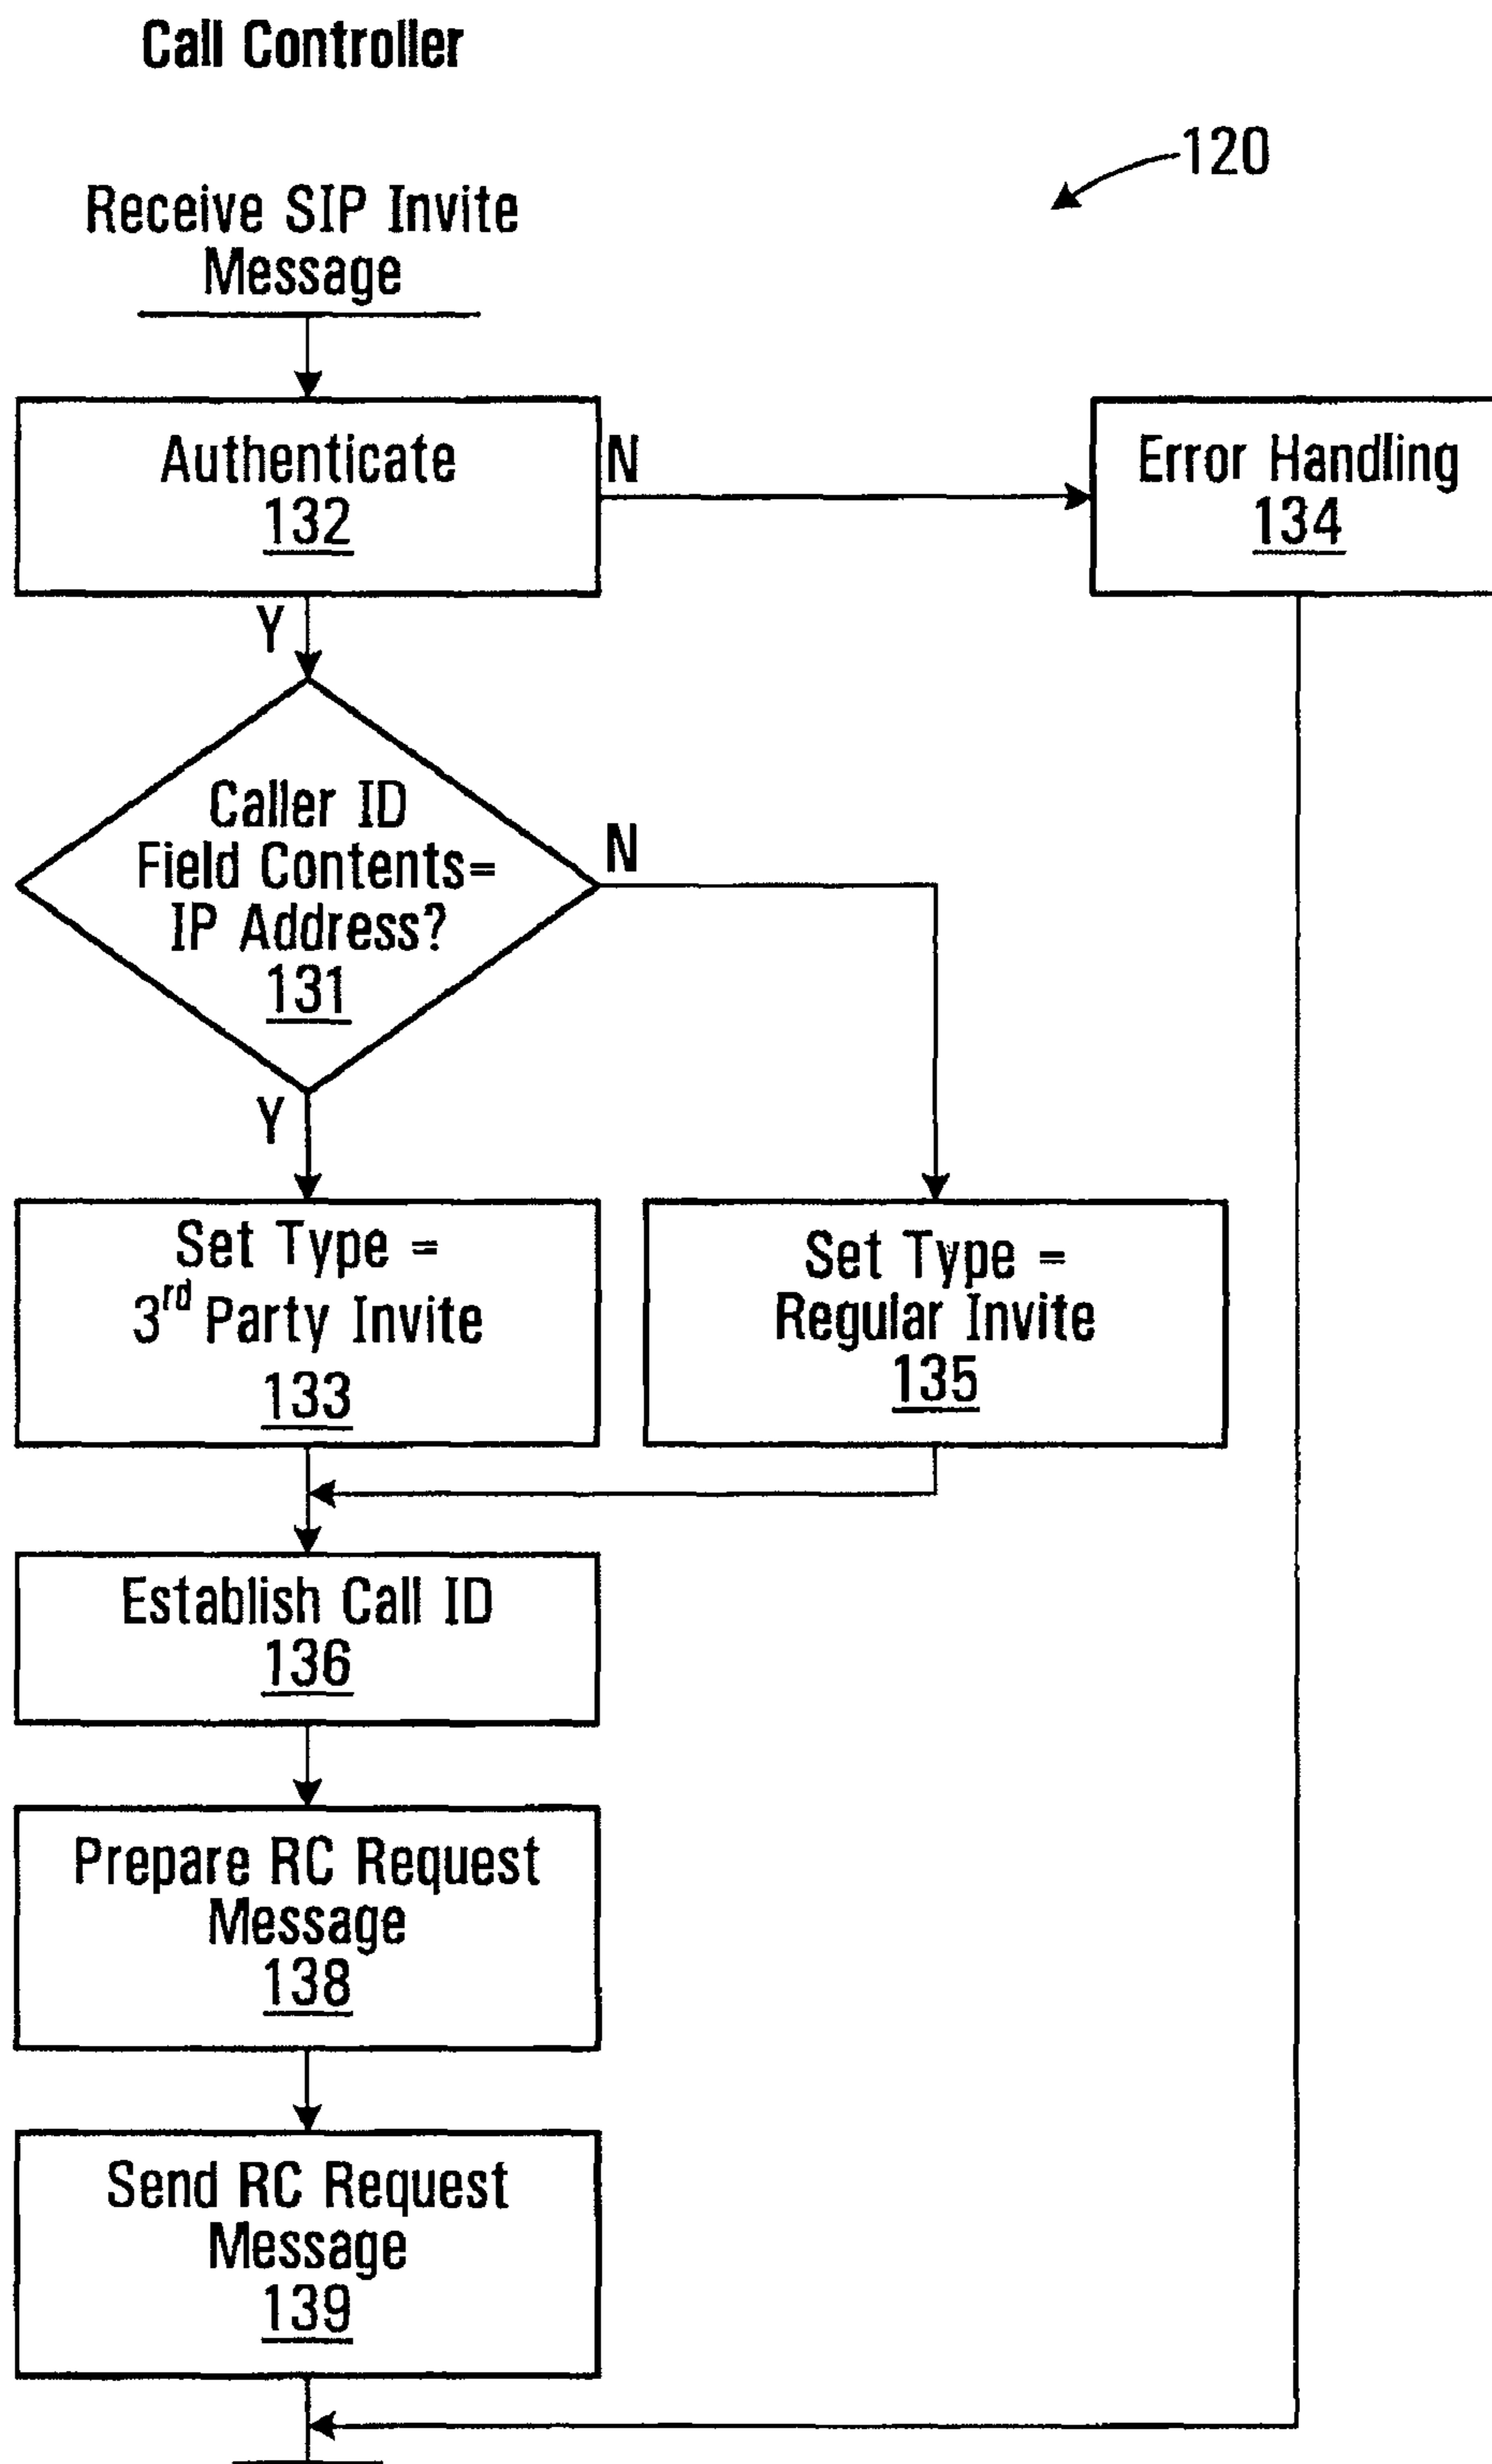 Call Controller
120
Receive SIP Invite
Message
Authenticate
132
N
Error Handling
134
Y
Caller ID
Field Contents=
IP Address?
131
N
Y
Set Type =
3rd Party Invite
133
Set Type =
Regular Invite
135
Establish Call ID
136
Prepare RC Request
Message
138
Send RC Request
Message
139